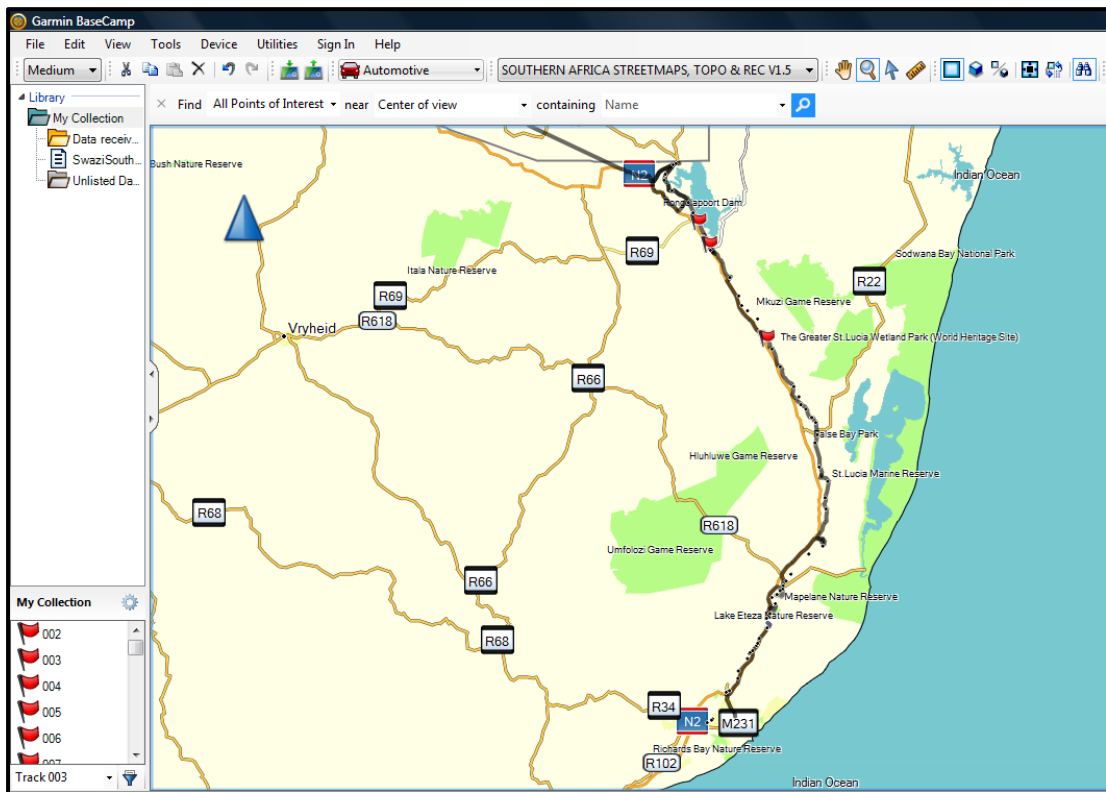 Garmin BaseCamp
File Edit View Tools Device Utilities Sign In Help
Medium Automotive SOUTHERN AFRICA STREETMAPS, TOPO & REC V1.5
Library
My Collection
Data receiv...
SwaziSouth...
Unlisted Da...
Find All Points of Interest near Center of view containing Name
Bush Nature Reserve
N2
Indian Ocean
Pongolapoort Dam
R69
Sodwana Bay National Park
Itala Nature Reserve
R22
R69
Mkuzi Game Reserve
R618
Vryheid
The Greater St.Lucia Wetland Park (World Heritage Site)
R66
False Bay Park
Hluhluwe Game Reserve
St.Lucia Marine Reserve
R68
R618
Umfolozi Game Reserve
R66
Mapelane Nature Reserve
Lake Eteza Nature Reserve
R68
R34
N2
M231
Richards Bay Nature Reserve
R102
Indian Ocean
My Collection
002
003
004
005
006
007
Track 003